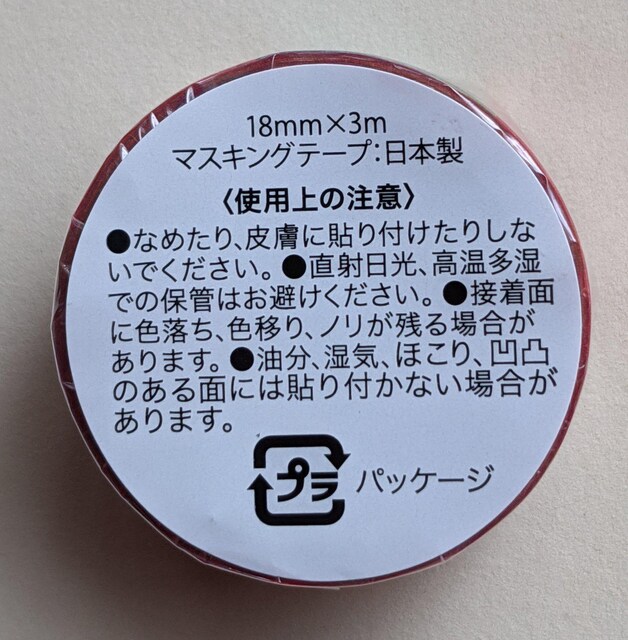 18mm×3m
マスキングテープ:日本製
〈使用上の注意〉
●なめたり、皮膚に貼り付けたりしな
いでください。●直射日光、高温多湿
での保管はお避けください。●接着面
に色落ち、色移り、ノリが残る場合が
あります。●油分、湿気、ほこり、凹凸
のある面には貼り付かない場合が
あります。
プラ パッケージ